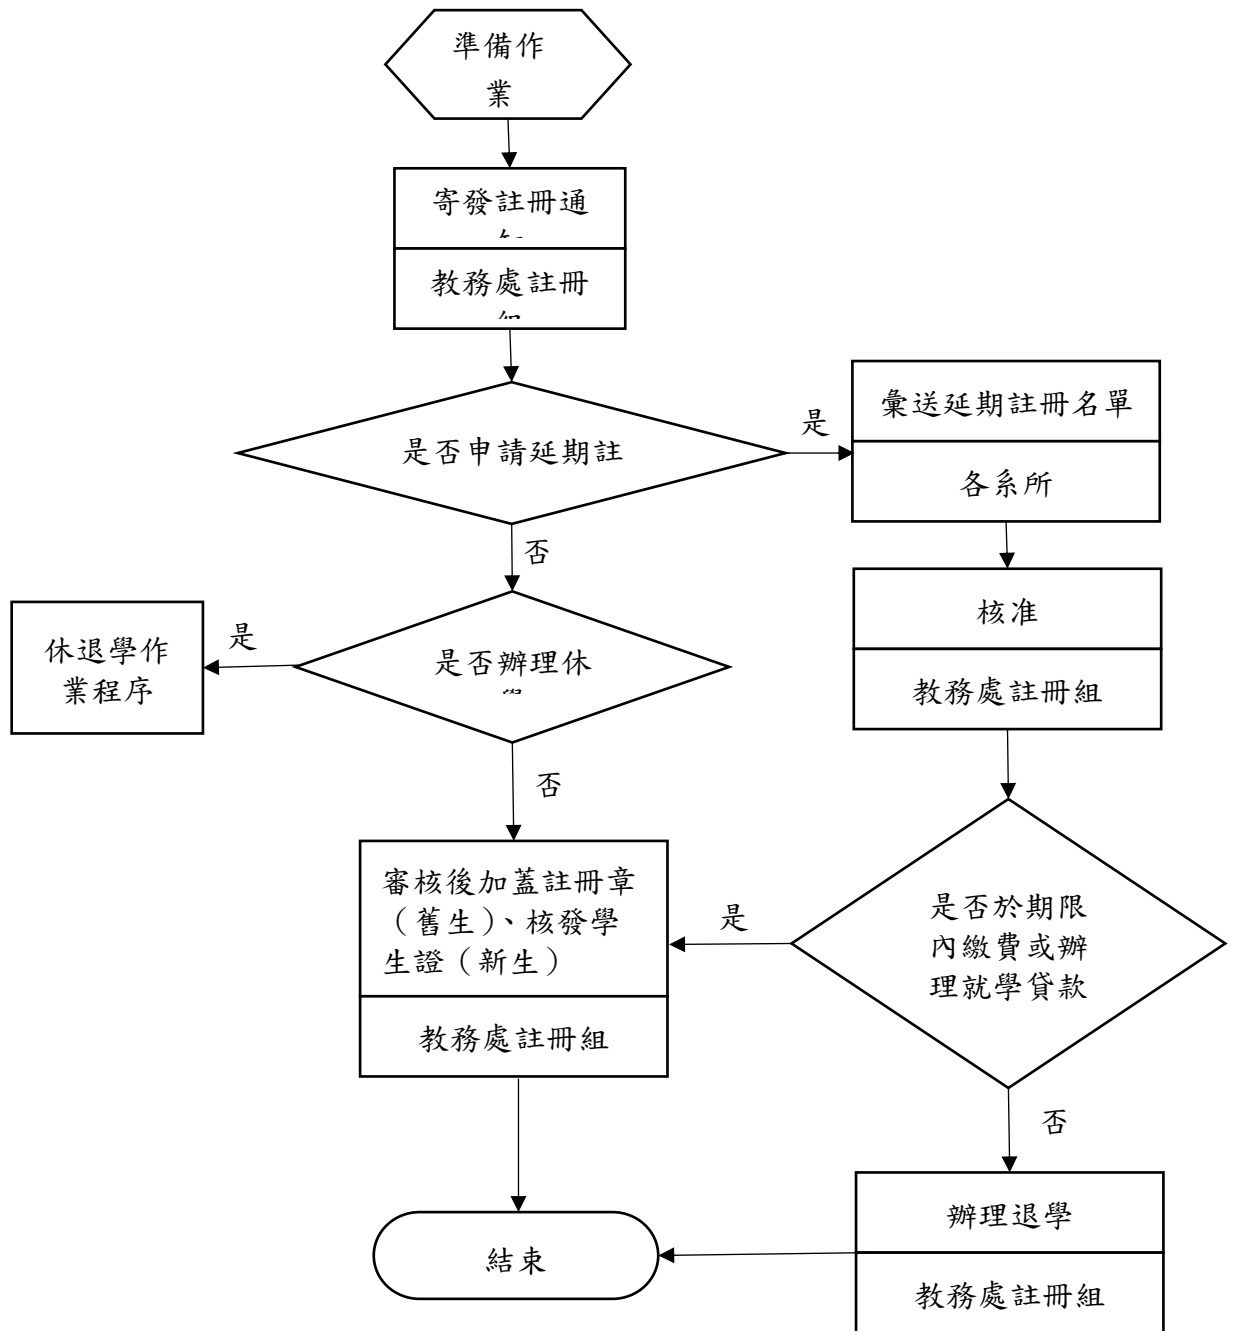 準備作
業
寄發註冊通
教務處註冊
是否申請延期註
是
彙送延期註冊名單
各系所
否
核准
教務處註冊組
是否辦理休
是
休退學作
業程序
否
審核後加蓋註冊章
（舊生）、核發學
生證（新生）
教務處註冊組
是
是否於期限
內繳費或辦
理就學貸款
否
辦理退學
教務處註冊組
結束